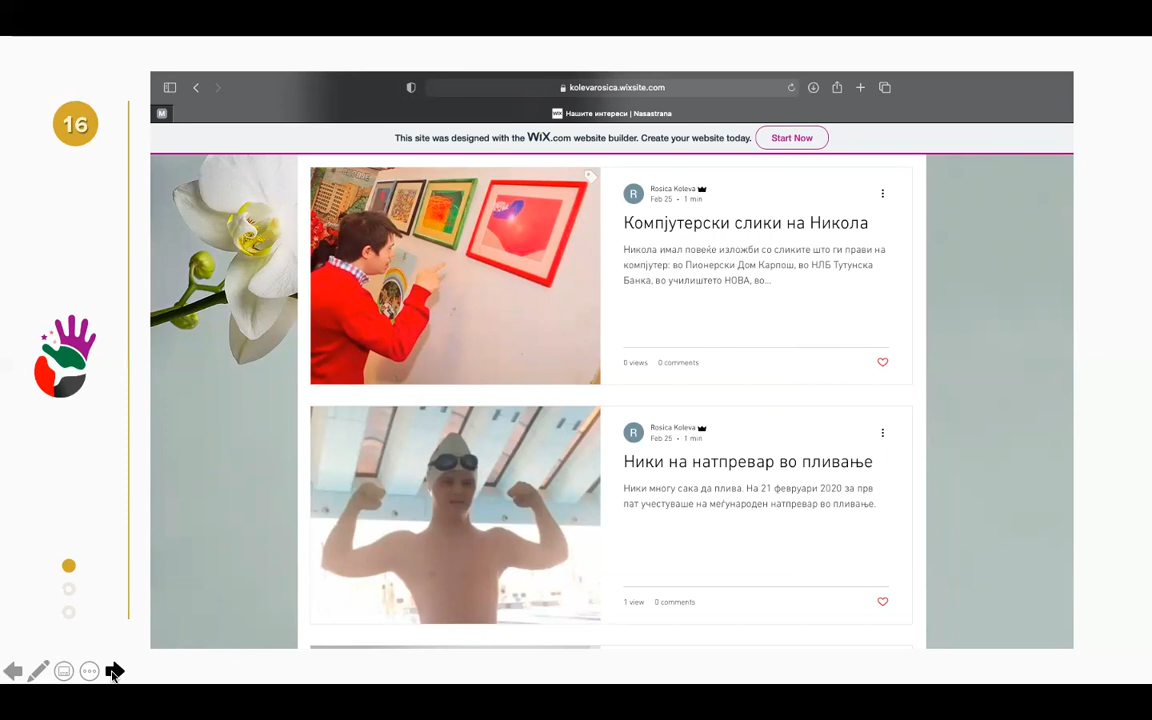 16
kolevarosica.wixsite.com
M
WIX Нашите интереси | Nasastrana
This site was designed with the WiX.com website builder. Create your website today. Start Now
R
Rosica Koleva
Feb 25 • 1 min
Компјутерски слики на Никола
Никола имал повеќе изложби со сликите што ги прави на
компјутер: во Пионерски Дом Карпош, во НЛБ Тутунска
Банка, во училиштето НОВА, во...
0 views 0 comments
R
Rosica Koleva
Feb 25 • 1 min
Ники на натпревар во пливање
Ники многу сака да плива. На 21 февруари 2020 за прв
пат учествуваше на меѓународен натпревар во пливање.
1 view 0 comments